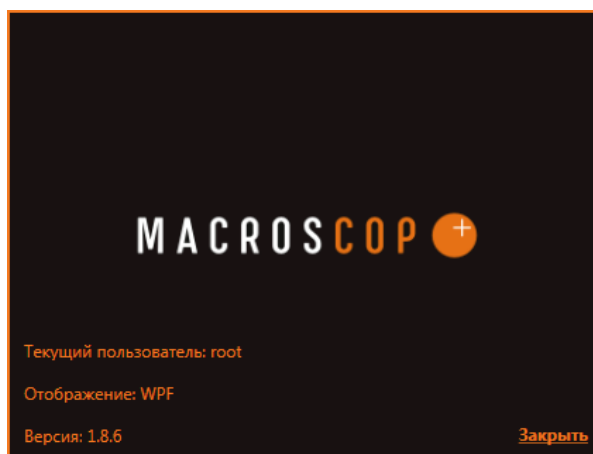 MACROSCOP
Текущий пользователь: root
Отображение: WPF
Версия: 1.8.6
Закрыть